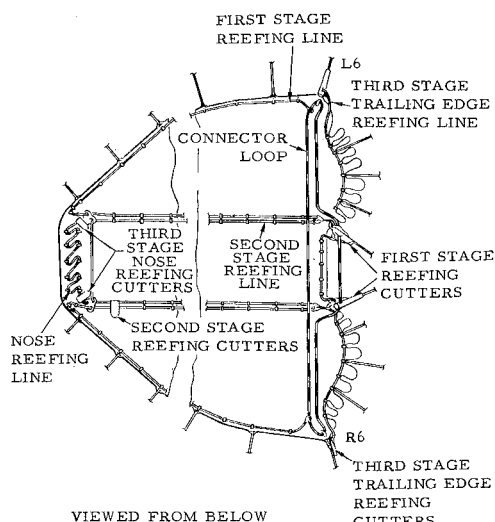 FIRST STAGE
REEFING LINE
L6
THIRD STAGE
TRAILING EDGE
REEFING LINE
CONNECTOR
LOOP
THIRD
STAGE
NOSE
REEFING
CUTTERS
SECOND
STAGE
REEFING
LINE
FIRST STAGE
REEFING
CUTTERS
NOSE
REEFING
LINE
SECOND STAGE
REEFING CUTTERS
R6
THIRD STAGE
TRAILING EDGE
REEFING
CUTTERS
VIEWED FROM BELOW